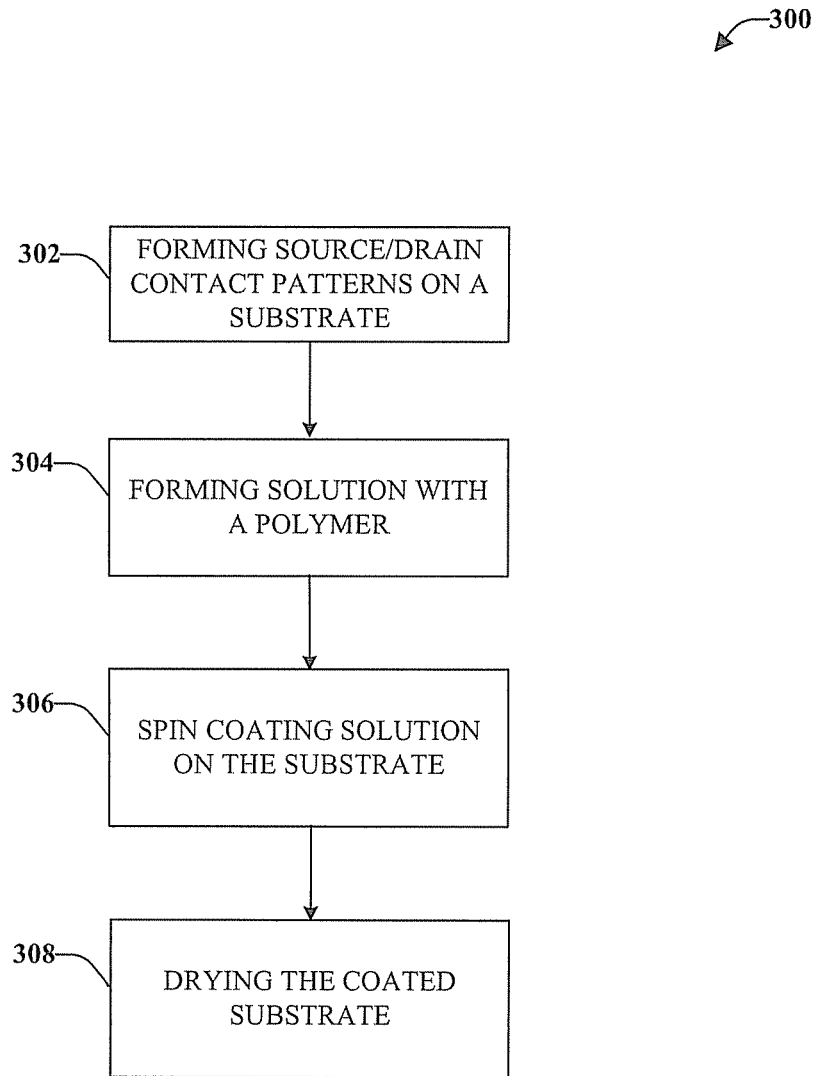 300
302
FORMING SOURCE/DRAIN
CONTACT PATTERNS ON A
SUBSTRATE
304
FORMING SOLUTION WITH
A POLYMER
306
SPIN COATING SOLUTION
ON THE SUBSTRATE
308
DRYING THE COATED
SUBSTRATE